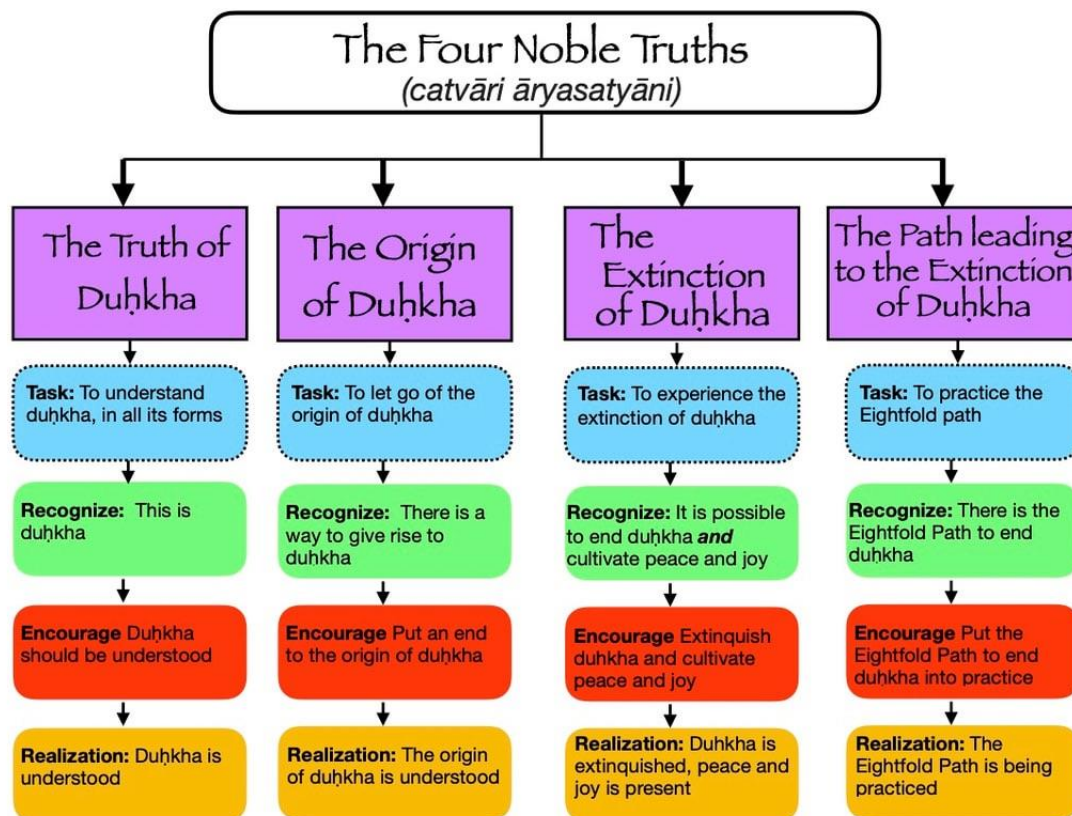 The Four Noble Truths
(catvāri āryasatyāni)
The Truth of
Duḥkha
The Origin
of Duḥkha
The
Extinction
of Duḥkha
The Path leading
to the Extinction
of Duḥkha
Task: To understand
duḥkha, in all its forms
Task: To let go of the
origin of duḥkha
Task: To experience the
extinction of duḥkha
Task: To practice the
Eightfold path
Recognize: This is
duḥkha
Recognize: There is a
way to give rise to
duḥkha
Recognize: It is possible
to end duḥkha and
cultivate peace and joy
Recognize: There is the
Eightfold Path to end
duḥkha
Encourage Duḥkha
should be understood
Encourage Put an end
to the origin of duḥkha
Encourage Extinquish
duhkha and cultivate
peace and joy
Encourage Put the
Eightfold Path to end
duḥkha into practice
Realization: Duḥkha is
understood
Realization: The origin
of duḥkha is understood
Realization: Duhkha is
extinquished, peace and
joy is present
Realization: The
Eightfold Path is being
practiced